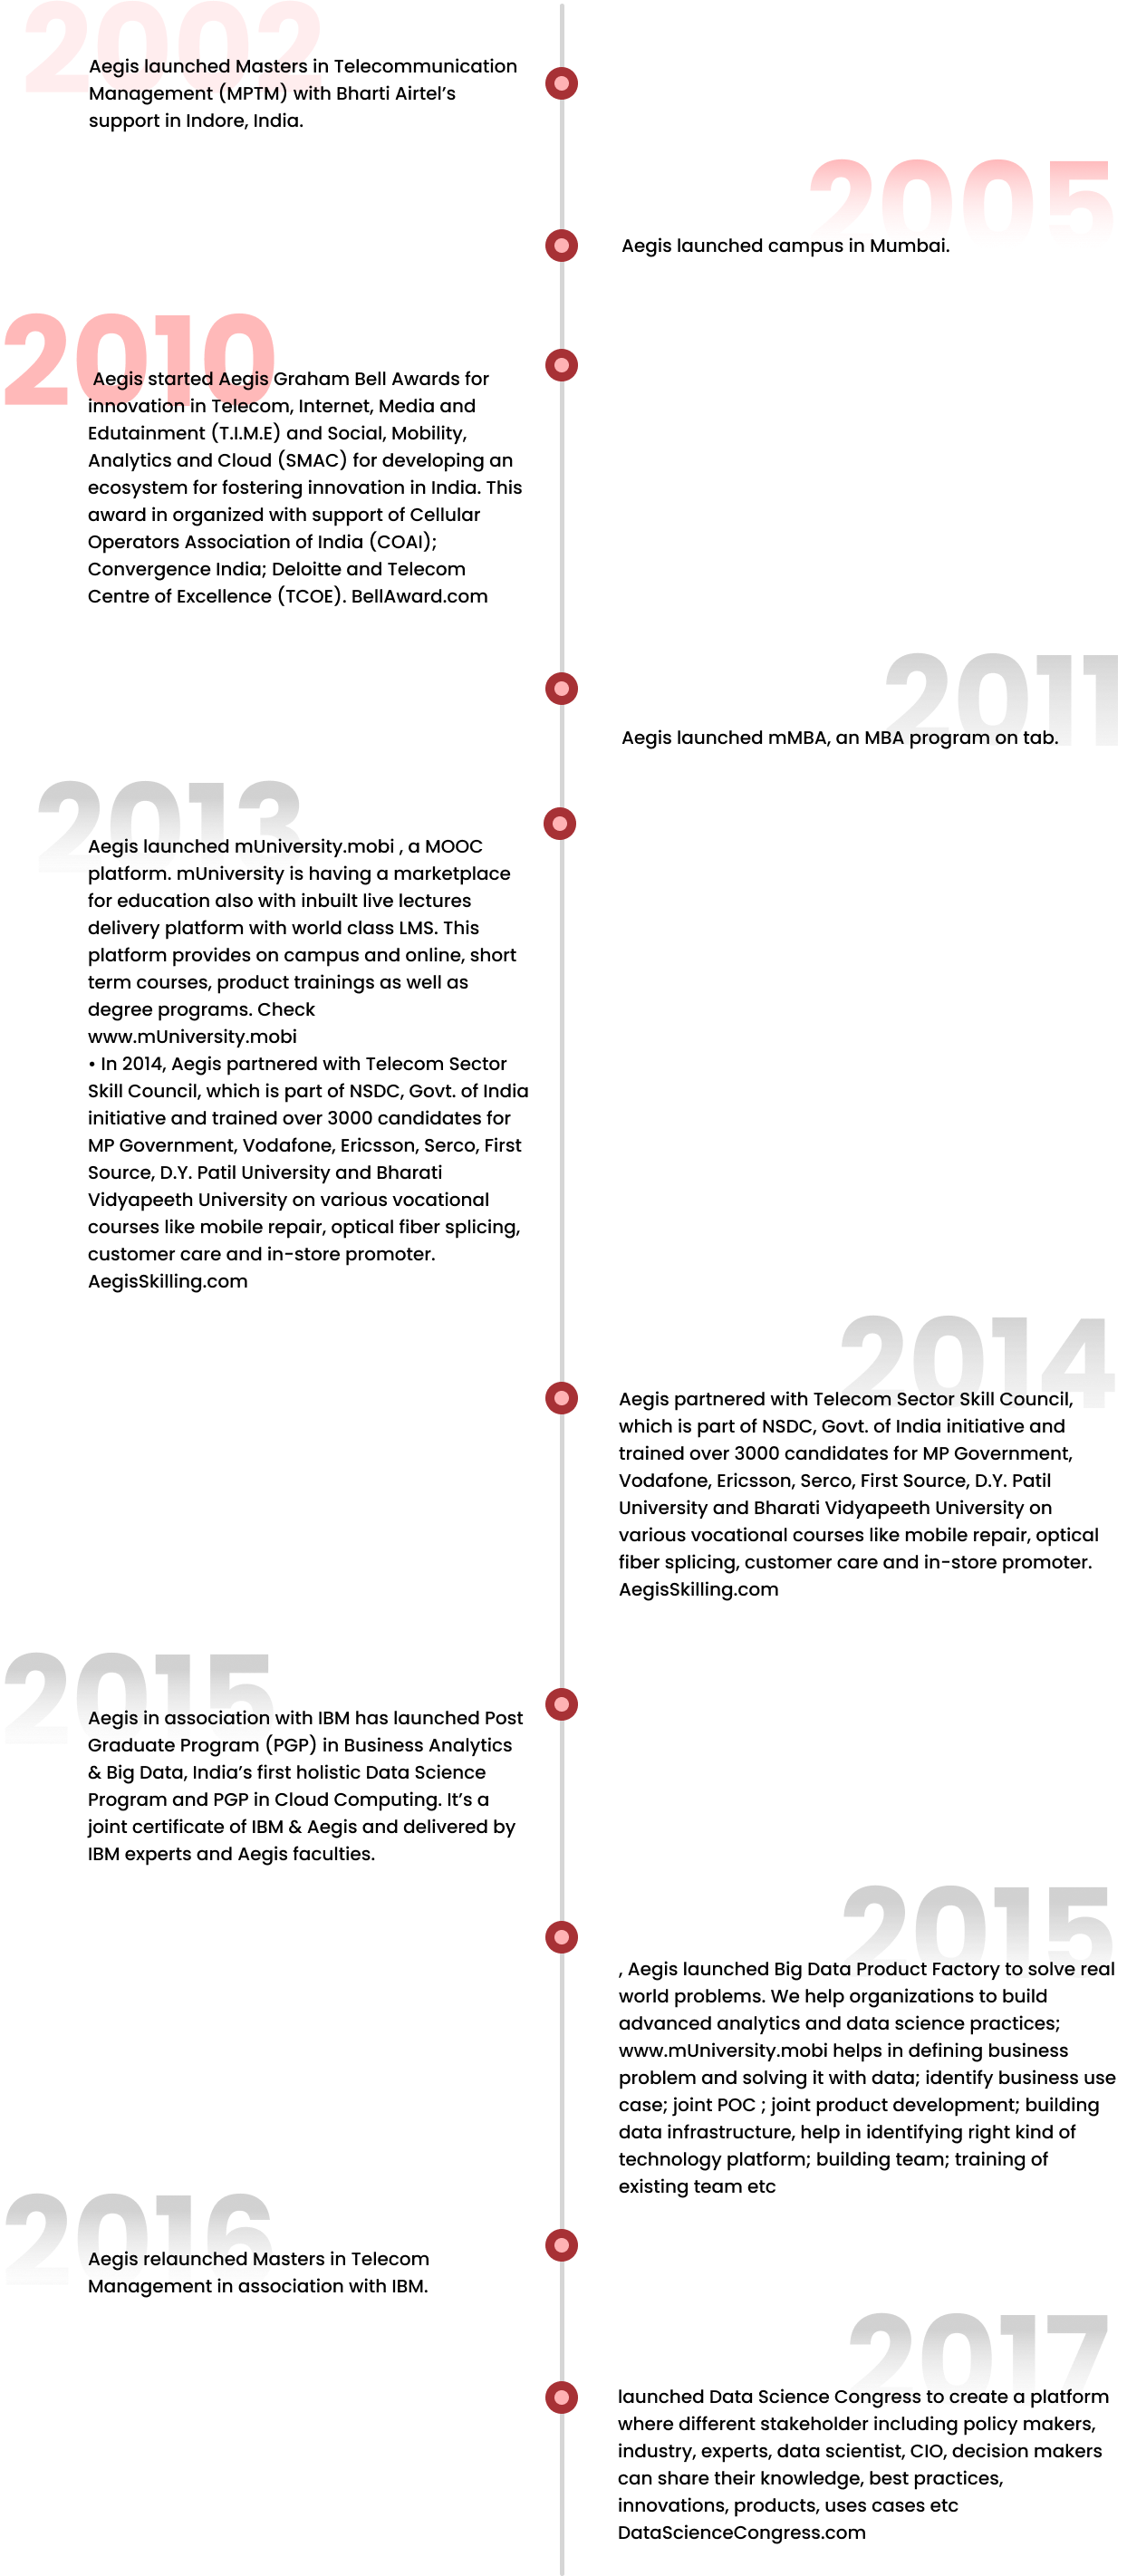 2002
Aegis launched Masters in Telecommunication
Management (MPTM) with Bharti Airtel’s
support in Indore, India.
2005
Aegis launched campus in Mumbai.
2010
Aegis started Aegis Graham Bell Awards for
innovation in Telecom, Internet, Media and
Edutainment (T.I.M.E) and Social, Mobility,
Analytics and Cloud (SMAC) for developing an
ecosystem for fostering innovation in India. This
award in organized with support of Cellular
Operators Association of India (COAI);
Convergence India; Deloitte and Telecom
Centre of Excellence (TCOE). BellAward.com
2011
Aegis launched mMBA, an MBA program on tab.
2013
Aegis launched mUniversity.mobi , a MOOC
platform. mUniversity is having a marketplace
for education also with inbuilt live lectures
delivery platform with world class LMS. This
platform provides on campus and online, short
term courses, product trainings as well as
degree programs. Check
www.mUniversity.mobi
• In 2014, Aegis partnered with Telecom Sector
Skill Council, which is part of NSDC, Govt. of India
initiative and trained over 3000 candidates for
MP Government, Vodafone, Ericsson, Serco, First
Source, D.Y. Patil University and Bharati
Vidyapeeth University on various vocational
courses like mobile repair, optical fiber splicing,
customer care and in-store promoter.
AegisSkilling.com
2014
Aegis partnered with Telecom Sector Skill Council,
which is part of NSDC, Govt. of India initiative and
trained over 3000 candidates for MP Government,
Vodafone, Ericsson, Serco, First Source, D.Y. Patil
University and Bharati Vidyapeeth University on
various vocational courses like mobile repair, optical
fiber splicing, customer care and in-store promoter.
AegisSkilling.com
2015
Aegis in association with IBM has launched Post
Graduate Program (PGP) in Business Analytics
& Big Data, India’s first holistic Data Science
Program and PGP in Cloud Computing. It’s a
joint certificate of IBM & Aegis and delivered by
IBM experts and Aegis faculties.
2015
, Aegis launched Big Data Product Factory to solve real
world problems. We help organizations to build
advanced analytics and data science practices;
www.mUniversity.mobi helps in defining business
problem and solving it with data; identify business use
case; joint POC ; joint product development; building
data infrastructure, help in identifying right kind of
technology platform; building team; training of
existing team etc
2016
Aegis relaunched Masters in Telecom
Management in association with IBM.
2017
launched Data Science Congress to create a platform
where different stakeholder including policy makers,
industry, experts, data scientist, CIO, decision makers
can share their knowledge, best practices,
innovations, products, uses cases etc
DataScienceCongress.com